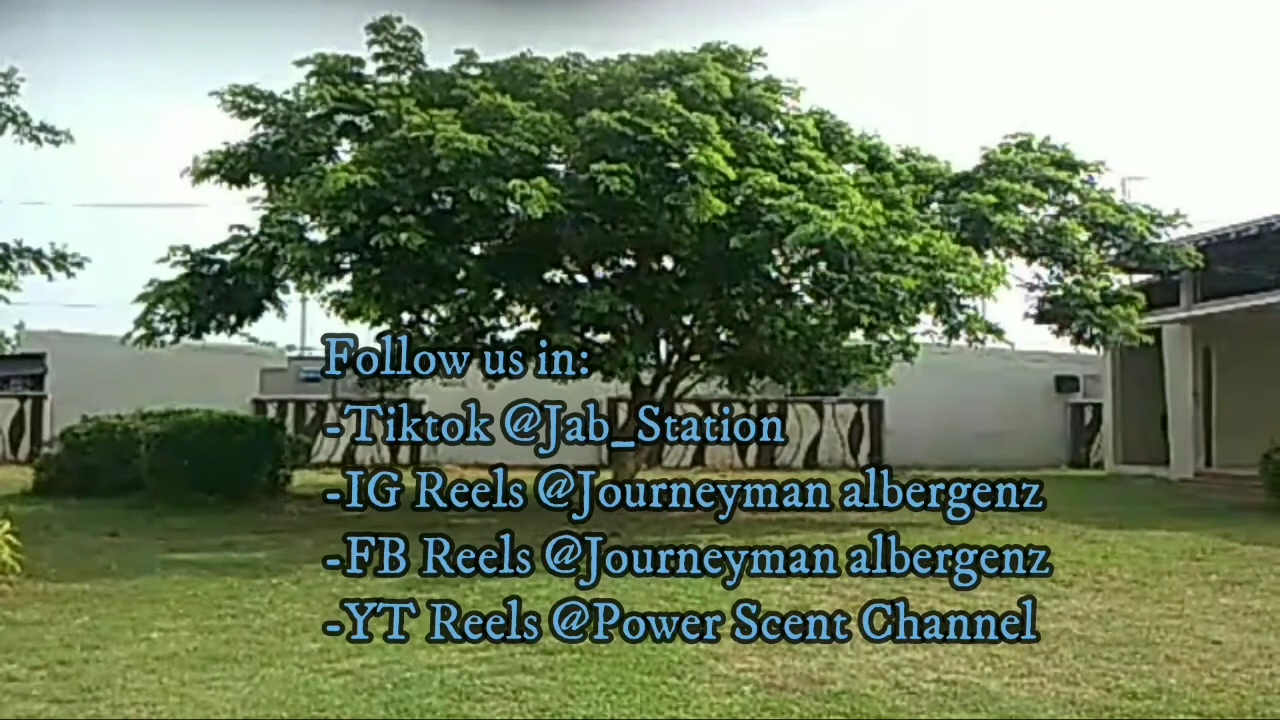 Follow us in:
-Tiktok @Jab_Station
-IG Reels @Journeyman albergenz
-FB Reels @Journeyman albergenz
-YT Reels @Power Scent Channel